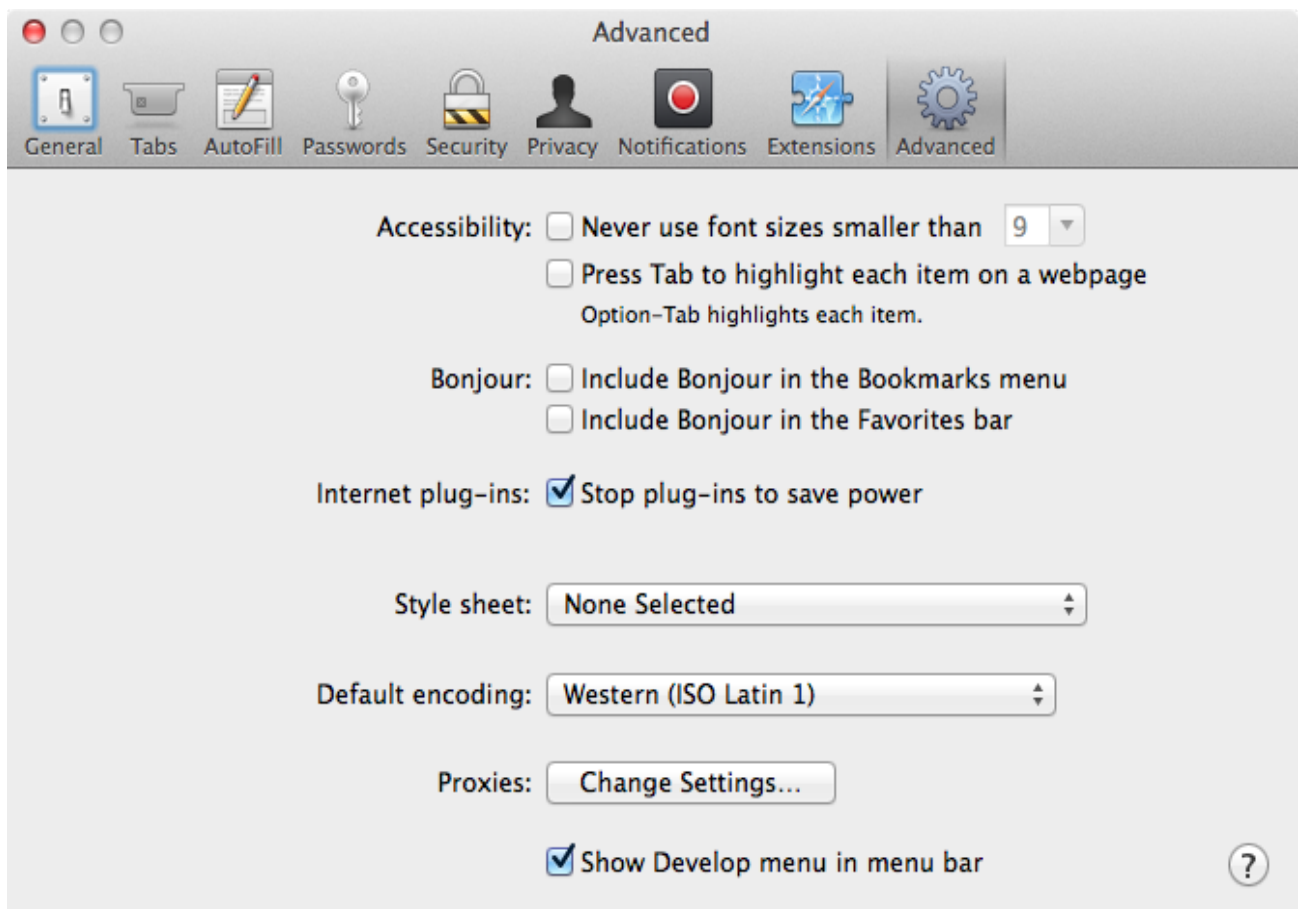 Advanced
General Tabs AutoFill Passwords Security Privacy Notifications Extensions Advanced
Accessibility: Never use font sizes smaller than 9
Press Tab to highlight each item on a webpage
Option-Tab highlights each item.
Bonjour: Include Bonjour in the Bookmarks menu
Include Bonjour in the Favorites bar
Internet plug-ins: Stop plug-ins to save power
Style sheet: None Selected
Default encoding: Western (ISO Latin 1)
Proxies: Change Settings...
Show Develop menu in menu bar
?